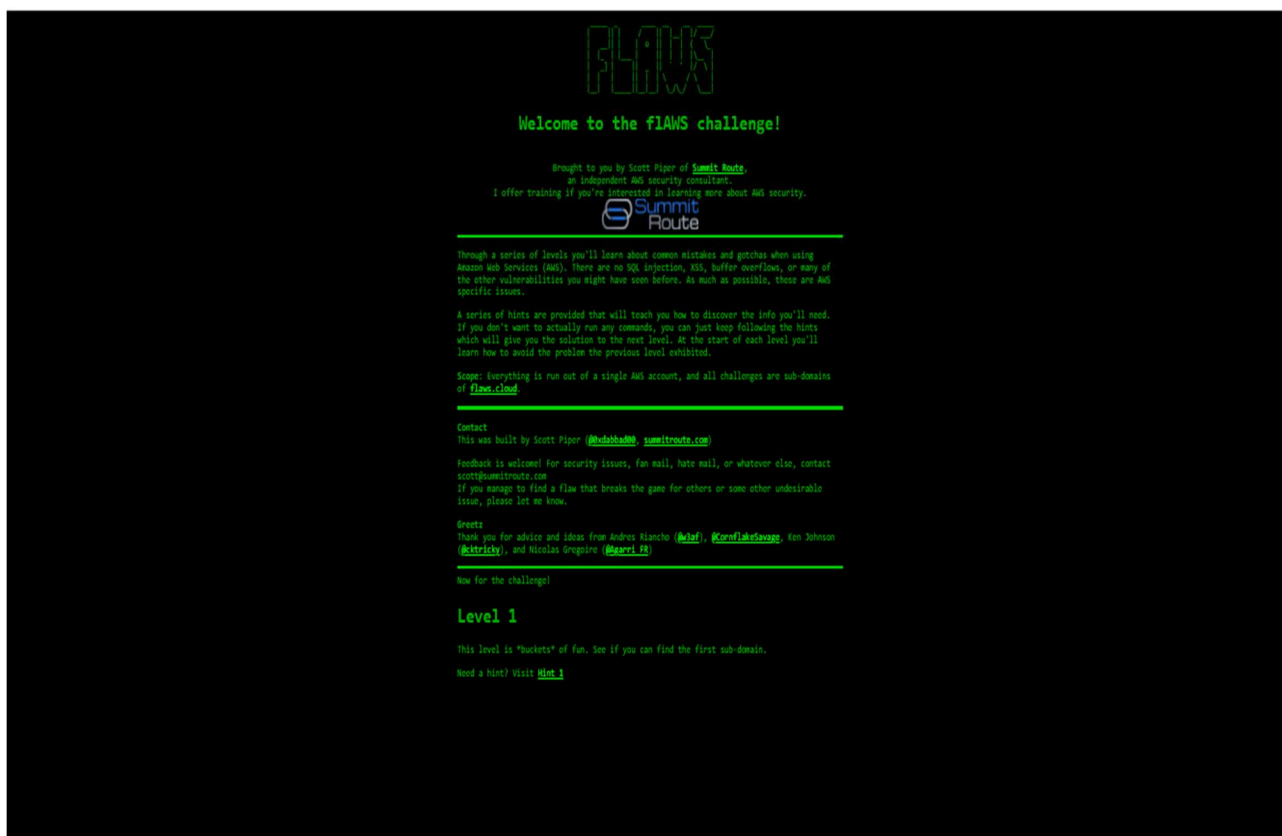 FLAWS
Welcome to the flAWS challenge!
Brought to you by Scott Piper of Summit Route,
an independent AWS security consultant.
I offer training if you're interested in learning more about AWS security.
Summit
Route
Through a series of levels you'll learn about common mistakes and gotchas when using
Amazon Web Services (AWS). There are no SQL injection, XSS, buffer overflows, or many of
the other vulnerabilities you might have seen before. As much as possible, these are AWS
specific issues.
A series of hints are provided that will teach you how to discover the info you'll need.
If you don't want to actually run any commands, you can just keep following the hints
which will give you the solution to the next level. At the start of each level you'll
learn how to avoid the problem the previous level exhibited.
Scope: Everything is run out of a single AWS account, and all challenges are sub-domains
of flaws.cloud.
Contact
This was built by Scott Piper (@0xdabbad00, summitroute.com)
Feedback is welcome! For security issues, fan mail, hate mail, or whatever else, contact
scott@summitroute.com
If you manage to find a flaw that breaks the game for others or some other undesirable
issue, please let me know.
Greetz
Thank you for advice and ideas from Andres Riancho (@w3af), @CornflakeSavage, Ken Johnson
(@cktricky), and Nicolas Gregoire (@Agarri_FR)
Now for the challenge!
Level 1
This level is *buckets* of fun. See if you can find the first sub-domain.
Need a hint? Visit Hint 1